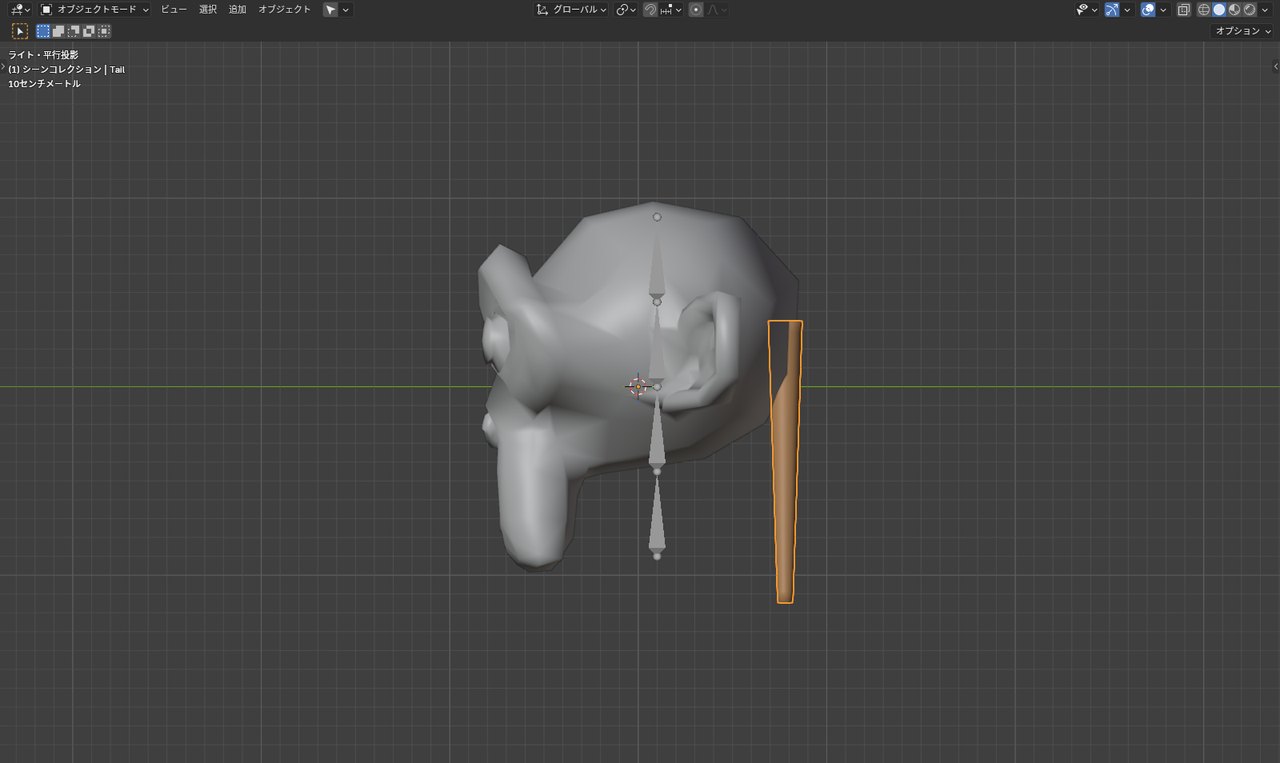 オブジェクトモード ビュー 選択 追加 オブジェクト グローバル
オプション
ライト・平行投影
(1) シーンコレクション | Tail
10センチメートル